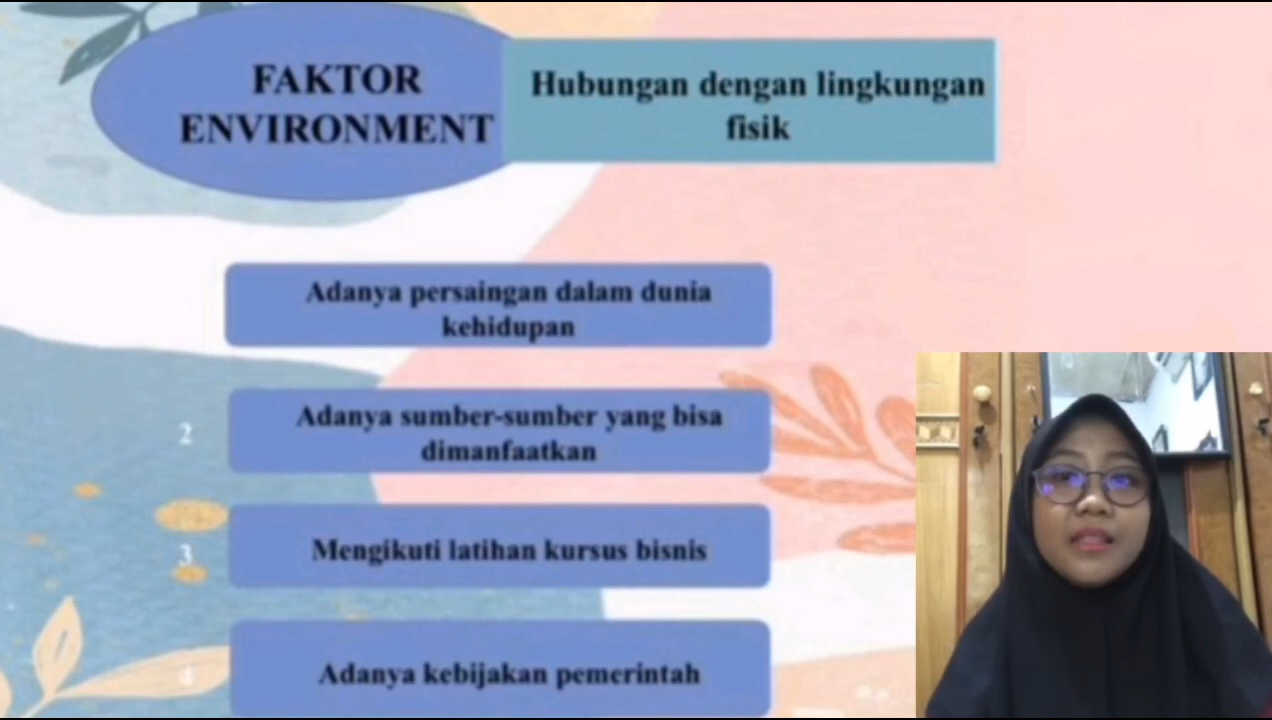 FAKTOR
ENVIRONMENT
Hubungan dengan lingkungan
fisik
Adanya persaingan dalam dunia
kehidupan
2
Adanya sumber-sumber yang bisa
dimanfaatkan
3
Mengikuti latihan kursus bisnis
4
Adanya kebijakan pemerintah